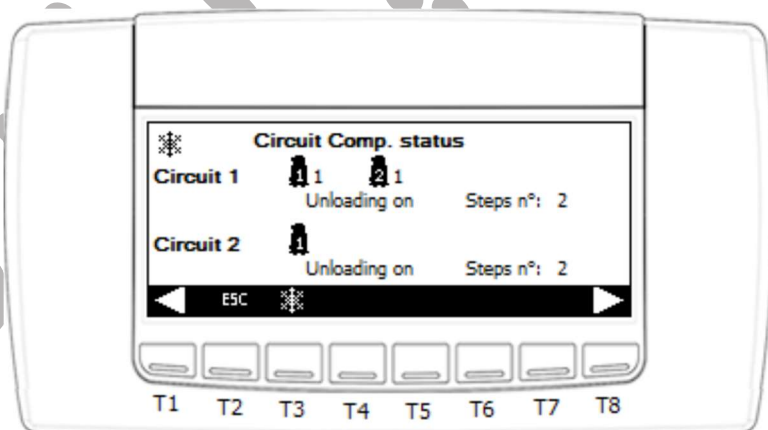 Circuit Comp. status
Circuit 1 1 1 2 1
Unloading on Steps n°: 2
Circuit 2 1
Unloading on Steps n°: 2
ESC
T1 T2 T3 T4 T5 T6 T7 T8